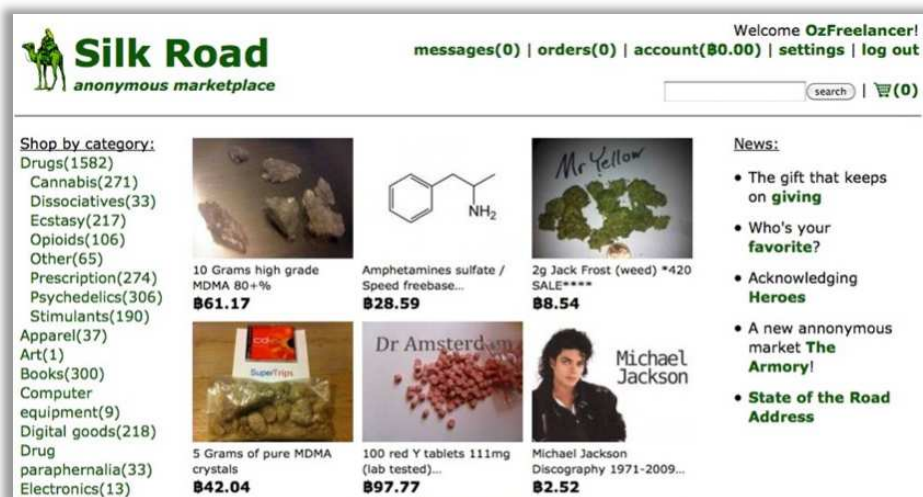 Silk Road
anonymous marketplace
Welcome OzFreelancer!
messages(0) | orders(0) | account(฿0.00) | settings | log out
search | (0)
Shop by category:
Drugs(1582)
Cannabis(271)
Dissociatives(33)
Ecstasy(217)
Opioids(106)
Other(65)
Prescription(274)
Psychedelics(306)
Stimulants(190)
Apparel(37)
Art(1)
Books(300)
Computer
equipment(9)
Digital goods(218)
Drug
paraphernalia(33)
Electronics(13)
10 Grams high grade
MDMA 80+%
฿61.17
NH2
Amphetamines sulfate /
Speed freebase...
฿28.59
Mr Yellow
2g Jack Frost (weed) *420
SALE****
฿8.54
SuperTrips
5 Grams of pure MDMA
crystals
฿42.04
Dr Amsterdam
100 red Y tablets 111mg
(lab tested)...
฿97.77
Michael
Jackson
Michael Jackson
Discography 1971-2009...
฿2.52
News:
• The gift that keeps
on giving
• Who's your
favorite?
• Acknowledging
Heroes
• A new annonymous
market The
Armory!
• State of the Road
Address